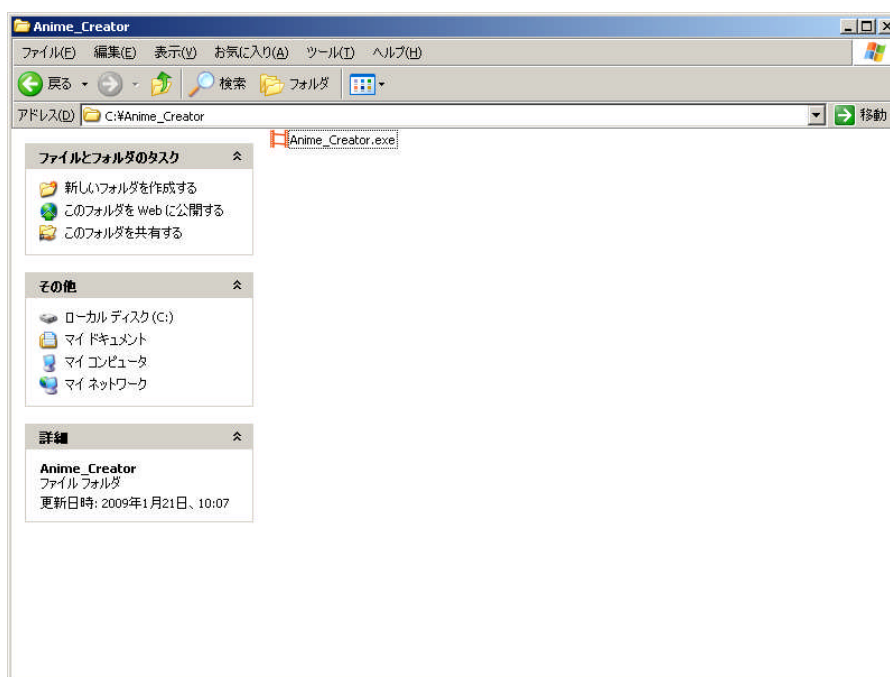 Anime_Creator
ファイル(F) 編集(E) 表示(V) お気に入り(A) ツール(T) ヘルプ(H)
戻る 検索 フォルダ
アドレス(D) C:¥Anime_Creator 移動
Anime_Creator.exe
ファイルとフォルダのタスク
新しいフォルダを作成する
このフォルダを Web に公開する
このフォルダを共有する
その他
ローカル ディスク (C:)
マイ ドキュメント
マイ コンピュータ
マイ ネットワーク
詳細
Anime_Creator
ファイル フォルダ
更新日時: 2009年1月21日、10:07